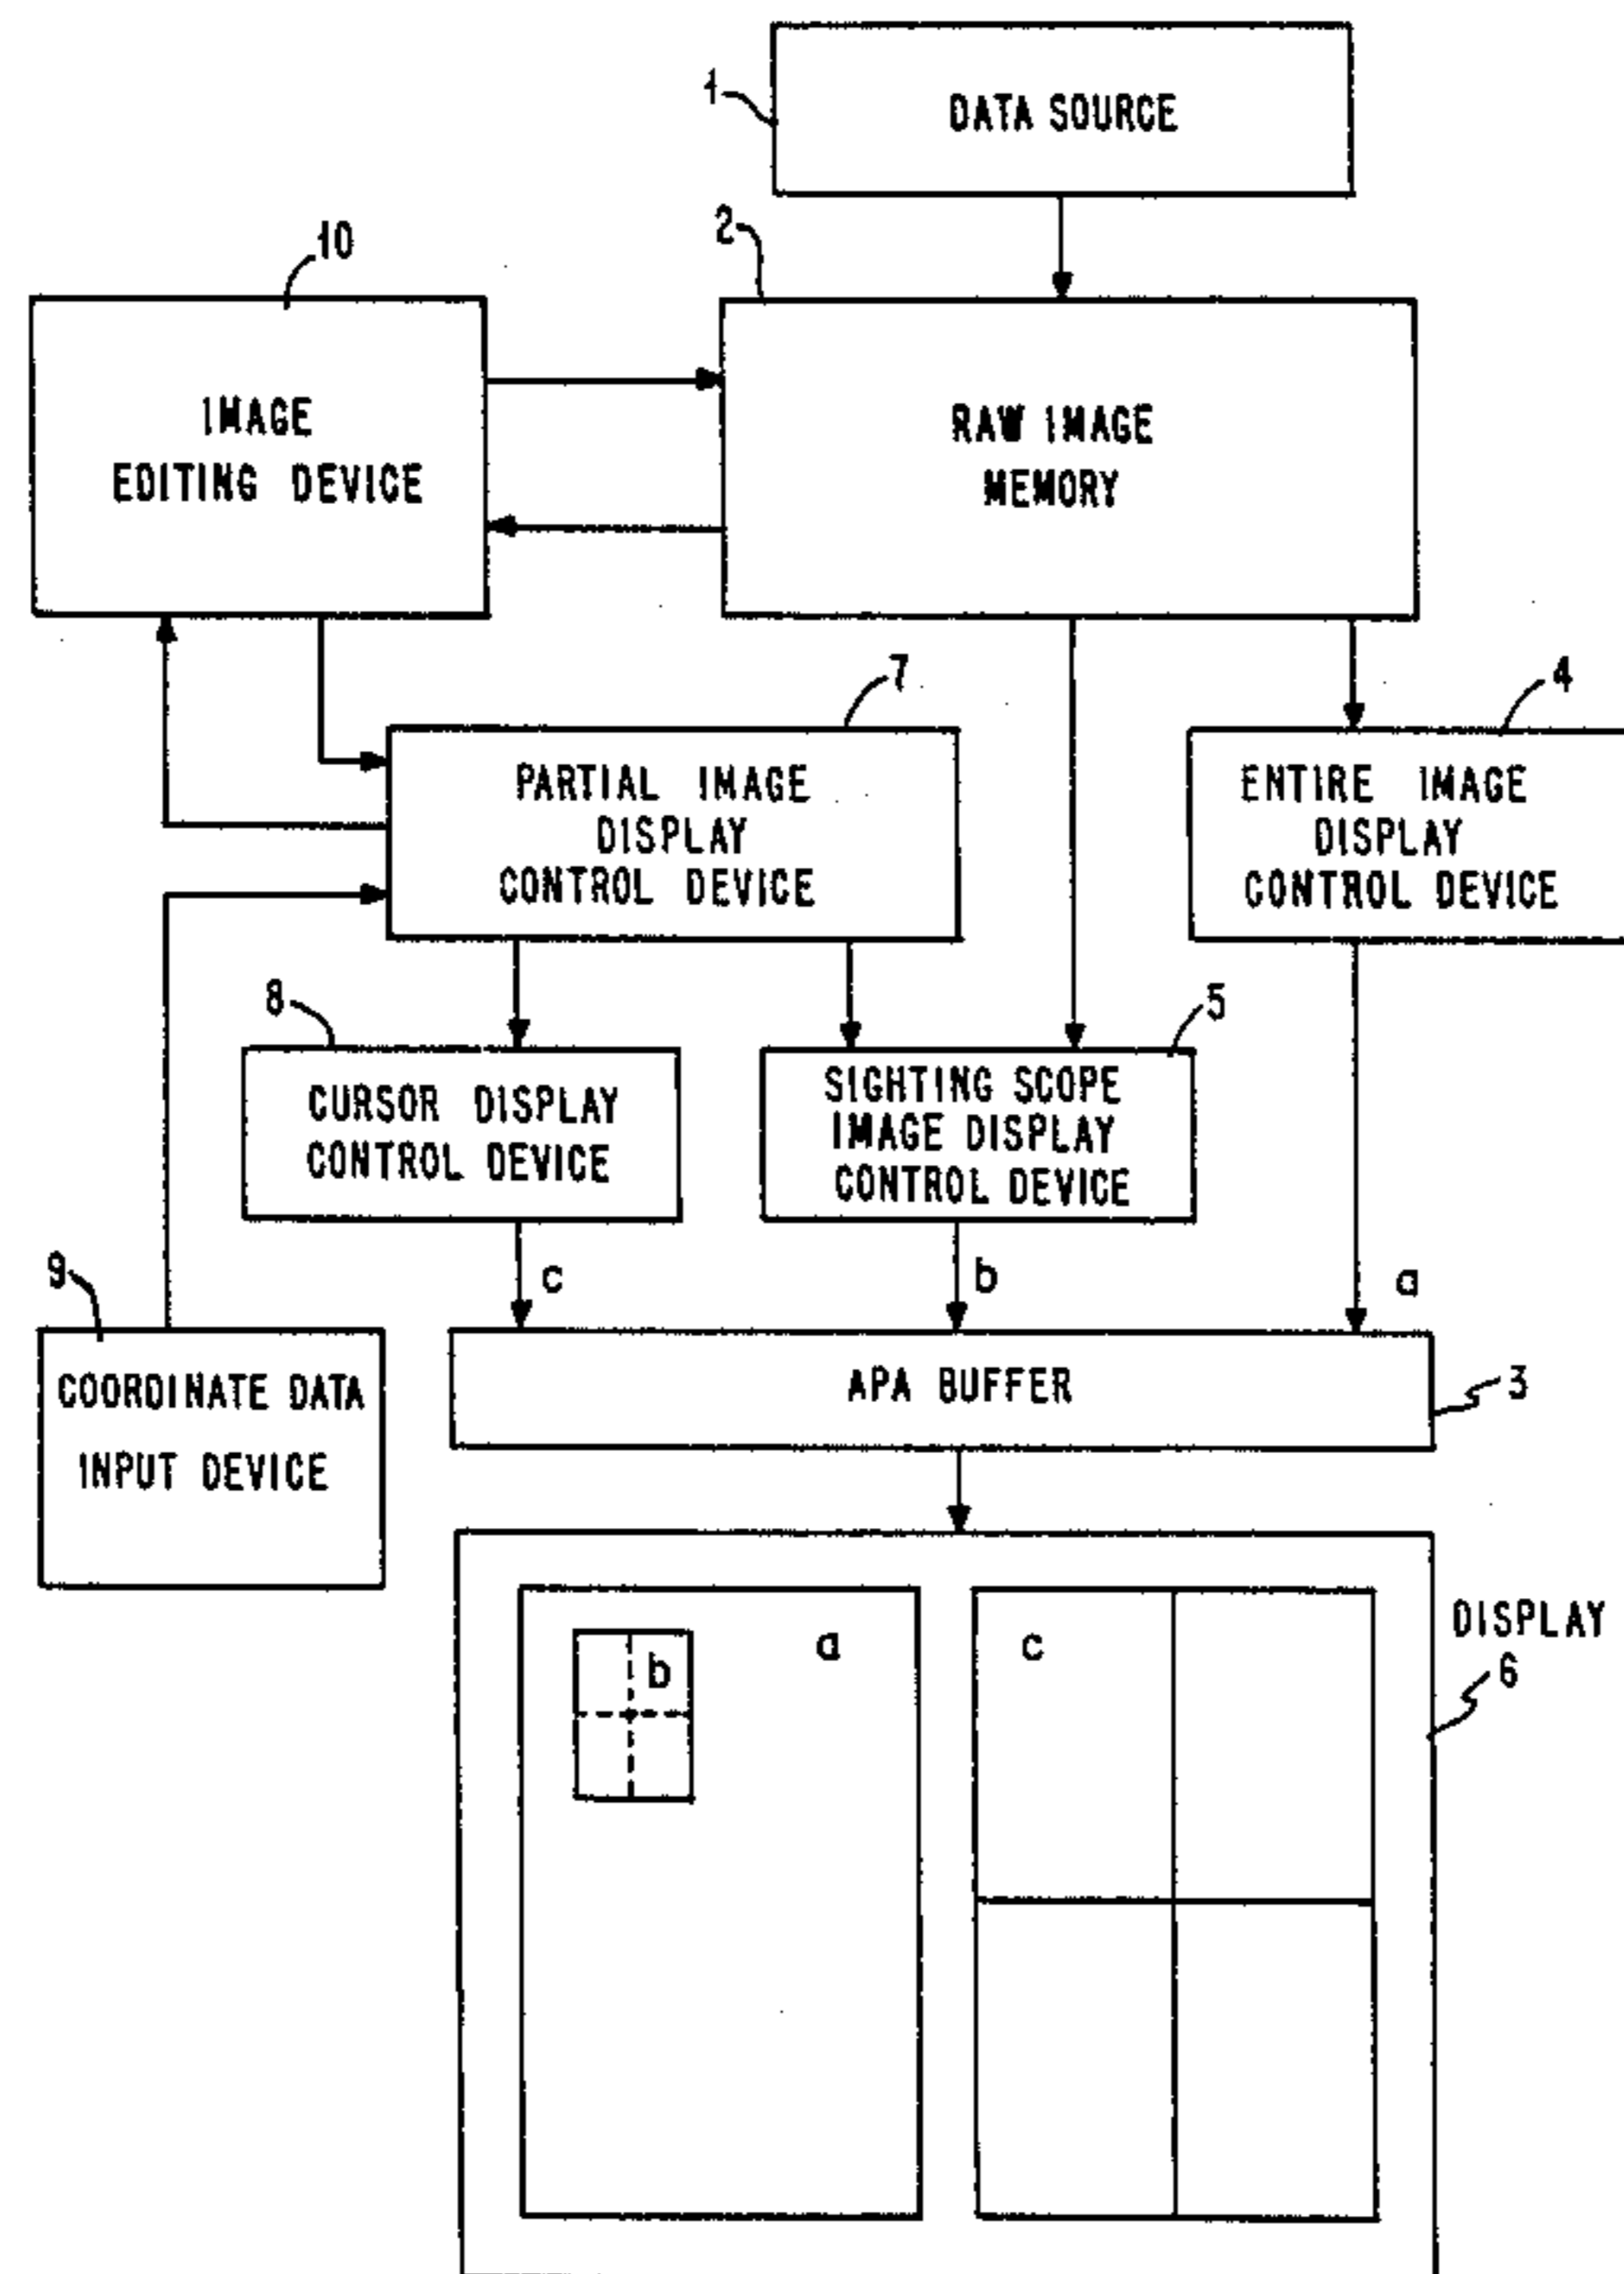 1
DATA SOURCE
2
10
IMAGE
EDITING DEVICE
RAW IMAGE
MEMORY
7
4
PARTIAL IMAGE
DISPLAY
CONTROL DEVICE
ENTIRE IMAGE
DISPLAY
CONTROL DEVICE
8
5
CURSOR DISPLAY
CONTROL DEVICE
SIGHTING SCOPE
IMAGE DISPLAY
CONTROL DEVICE
9
c
b
a
COORDINATE DATA
INPUT DEVICE
APA BUFFER
3
DISPLAY
6
b
a
c